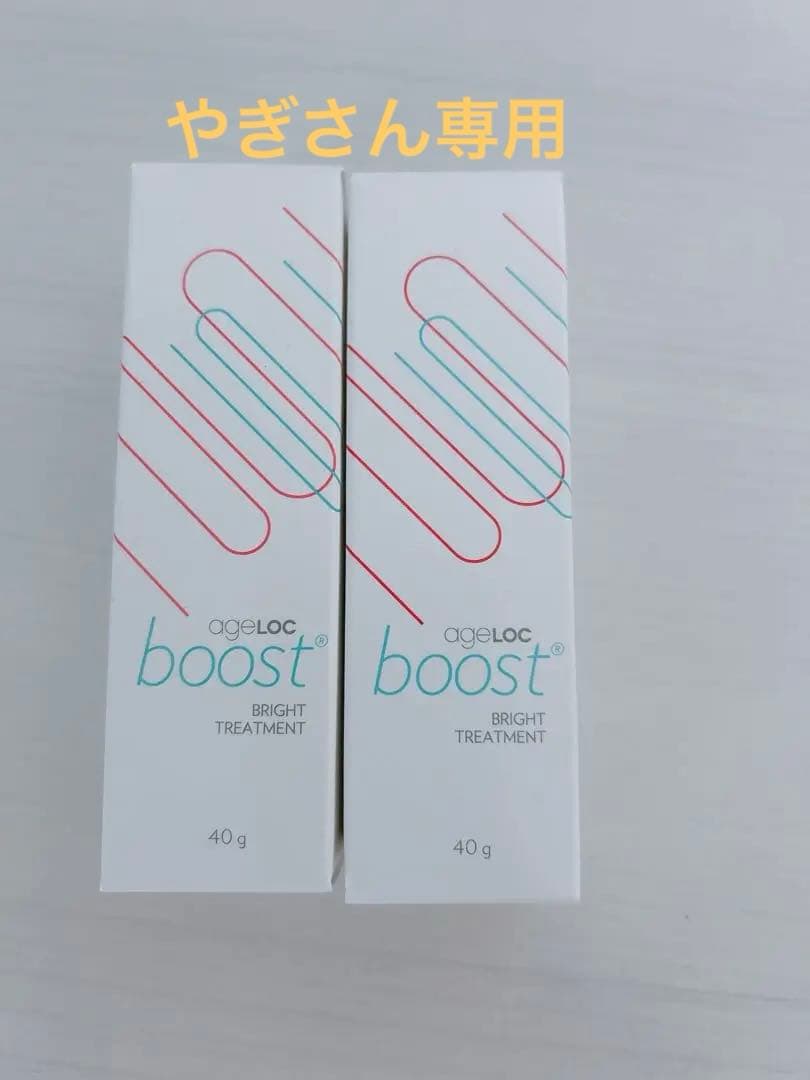 やぎさん専用
ageLOC
boost®
BRIGHT
TREATMENT
40 g
ageLOC
boost®
BRIGHT
TREATMENT
40 g